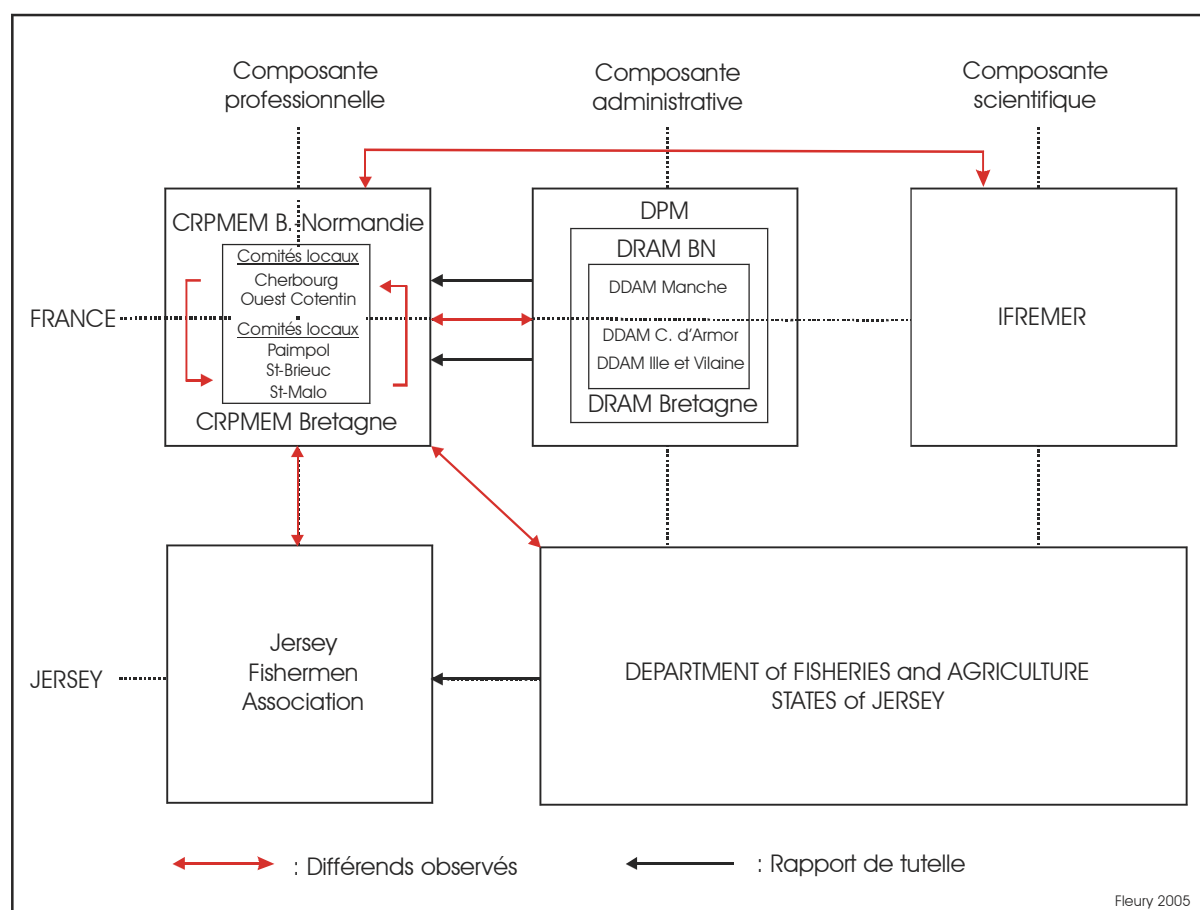 Composante
professionnelle
Composante
administrative
Composante
scientifique
FRANCE
CRPMEM B.-Normandie
Comités locaux
Cherbourg
Ouest Cotentin
Comités locaux
Paimpol
St-Brieuc
St-Malo
CRPMEM Bretagne
DPM
DRAM BN
DDAM Manche
DDAM C. d'Armor
DDAM Ille et Vilaine
DRAM Bretagne
IFREMER
JERSEY
Jersey
Fishermen
Association
DEPARTMENT of FISHERIES and AGRICULTURE
STATES of JERSEY
: Différends observés
: Rapport de tutelle
Fleury 2005